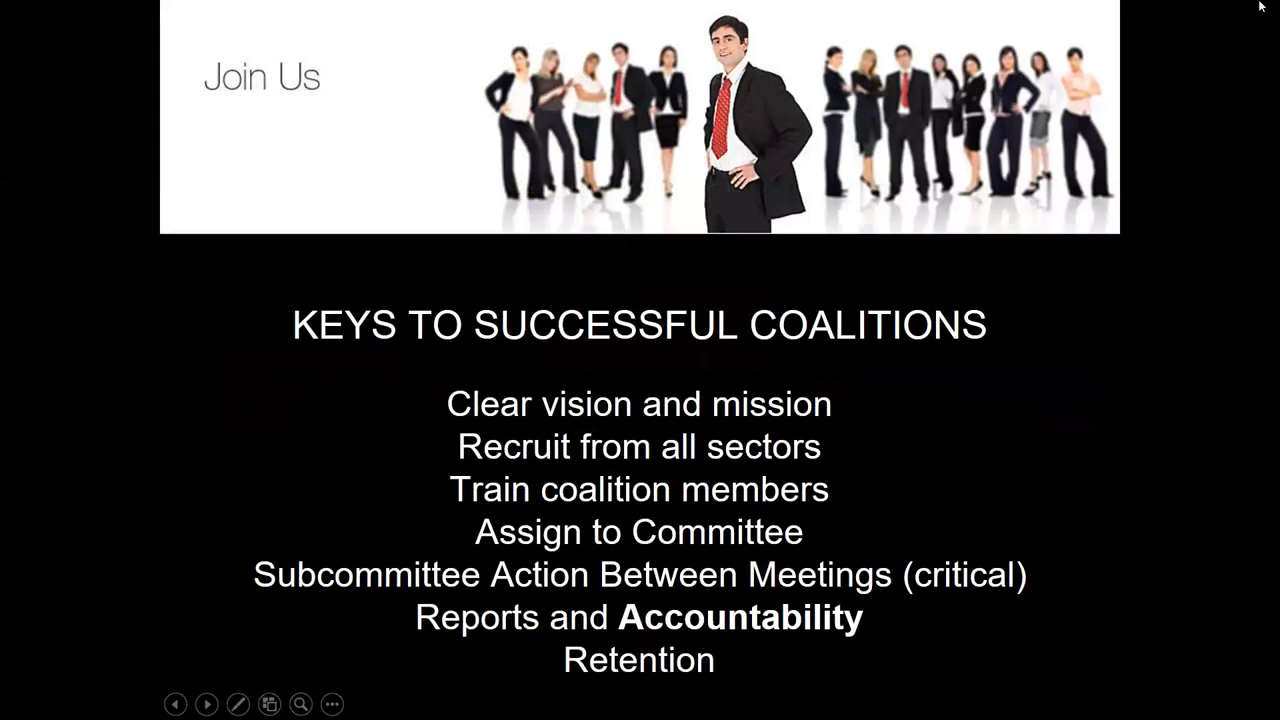 Join Us
KEYS TO SUCCESSFUL COALITIONS
Clear vision and mission
Recruit from all sectors
Train coalition members
Assign to Committee
Subcommittee Action Between Meetings (critical)
Reports and Accountability
Retention